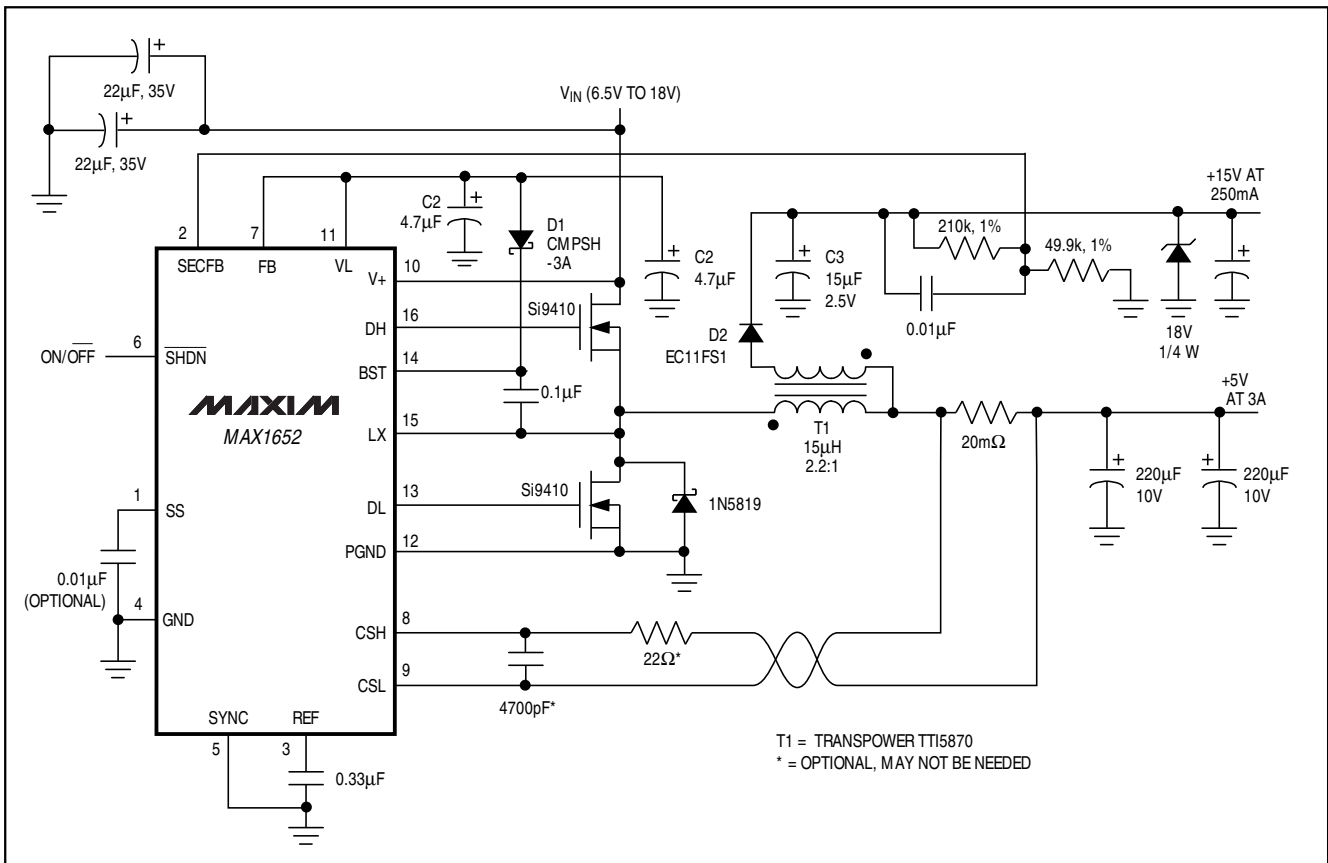 22µF, 35V
22µF, 35V
VIN (6.5V TO 18V)
+15V AT
250mA
C2
4.7µF
D1
CMPSH
-3A
C2
4.7µF
C3
15µF
2.5V
210k, 1%
49.9k, 1%
0.01µF
18V
1/4 W
D2
EC11FS1
2
SECFB
7
FB
11
VL
10
V+
Si9410
16
DH
6
ON/OFF
SHDN
14
BST
0.1µF
MAXIM
MAX1652
15
LX
T1
15µH
2.2:1
20mΩ
+5V
AT 3A
220µF
10V
220µF
10V
Si9410
1N5819
1
SS
13
DL
12
PGND
0.01µF
(OPTIONAL)
4
GND
8
CSH
22Ω*
9
CSL
4700pF*
SYNC
5
REF
3
0.33µF
T1 = TRANSPOWER TTI5870
* = OPTIONAL, MAY NOT BE NEEDED